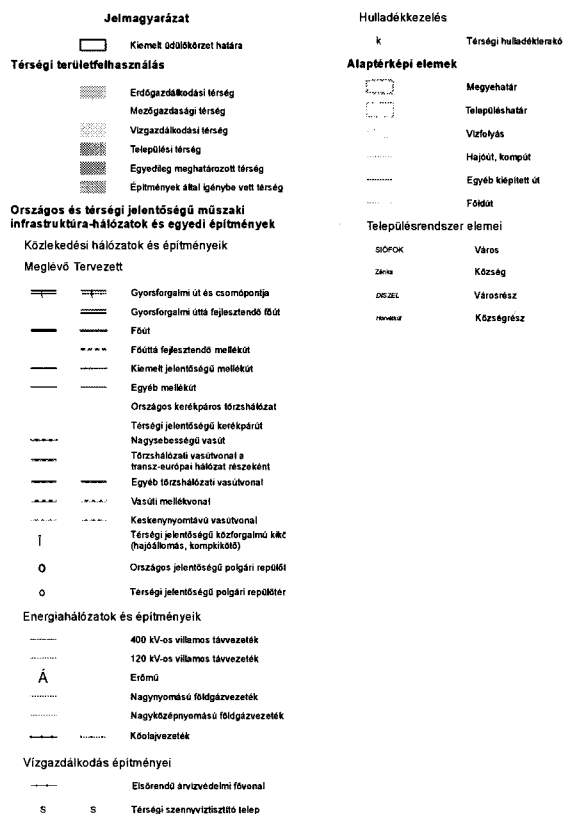 Jelmagyarázat
Kiemelt üdülőkörzet határa
Térségi területfelhasználás
Erdőgazdálkodási térség
Mezőgazdasági térség
Vízgazdálkodási térség
Települési térség
Egyedileg meghatározott térség
Építmények által igénybe vett térség
Országos és térségi jelentőségű műszaki
infrastruktúra-hálózatok és egyedi építmények
Közlekedési hálózatok és építményeik
Meglévő Tervezett
Gyorsforgalmi út és csomópontja
Gyorsforgalmi úttá fejlesztendő főút
Főút
Főúttá fejlesztendő mellékút
Kiemelt jelentőségű mellékút
Egyéb mellékút
Országos kerékpáros törzshálózat
Térségi jelentőségű kerékpárút
Nagysebességű vasút
Törzshálózati vasútvonal a
transz-európai hálózat részeként
Egyéb törzshálózati vasútvonal
Vasúti mellékvonal
Keskenynyomtávú vasútvonal
Térségi jelentőségű közforgalmú kikö
(hajóállomás, kompkikötő)
Országos jelentőségű polgári repülőt
Térségi jelentőségű polgári repülőtér
Energiahálózatok és építményeik
400 kV-os villamos távvezeték
120 kV-os villamos távvezeték
Á Erőmű
Nagynyomású földgázvezeték
Nagyközépnyomású földgázvezeték
Kőolajvezeték
Vízgazdálkodás építményei
Elsőrendű árvízvédelmi fővonal
S S Térségi szennyvíztisztító telep
Hulladékkezelés
k Térségi hulladéklerakó
Alaptérképi elemek
Megyehatár
Településhatár
Vízfolyás
Hajóút, kompút
Egyéb kiépített út
Földút
Településrendszer elemei
SIÓFOK Város
Zánka Község
DISZEL Városrész
Községrész